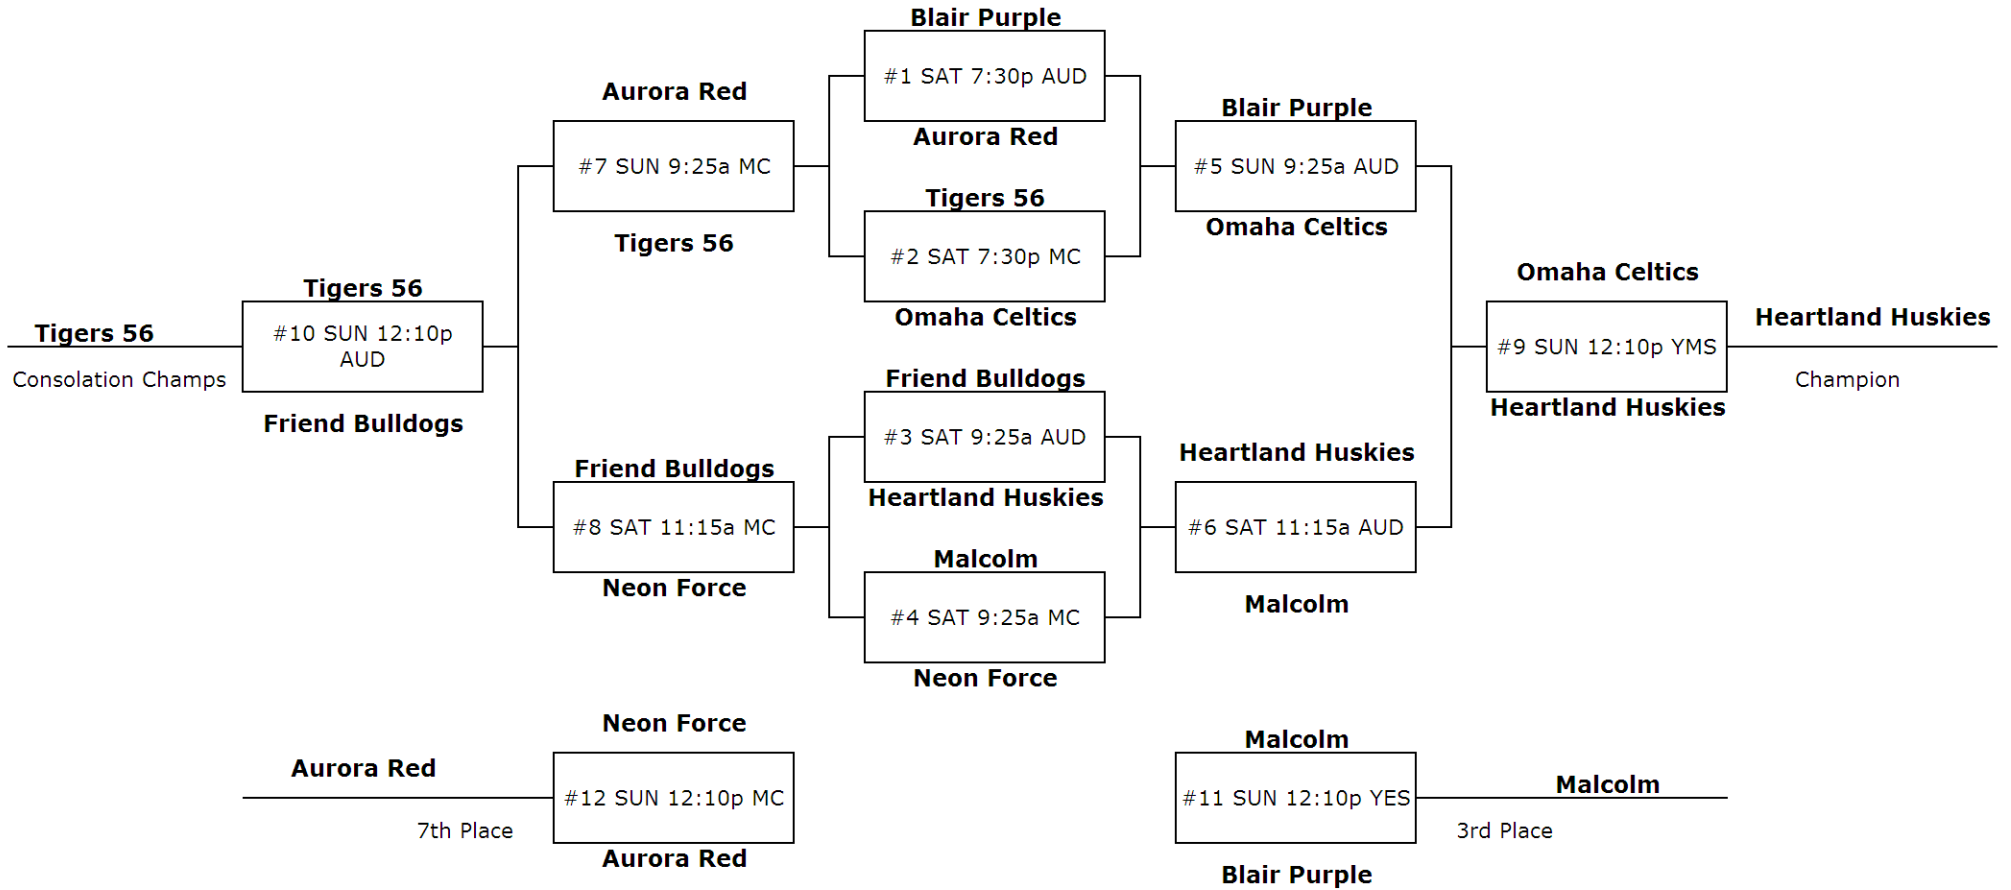 Blair Purple
#1 SAT 7:30p AUD
Aurora Red
Aurora Red
#7 SUN 9:25a MC
Tigers 56
Tigers 56
#2 SAT 7:30p MC
Omaha Celtics
Blair Purple
#5 SUN 9:25a AUD
Omaha Celtics
Tigers 56
#10 SUN 12:10p
AUD
Friend Bulldogs
Tigers 56
Consolation Champs
Friend Bulldogs
#3 SAT 9:25a AUD
Heartland Huskies
Omaha Celtics
#9 SUN 12:10p YMS
Heartland Huskies
Heartland Huskies
Champion
Friend Bulldogs
#8 SAT 11:15a MC
Neon Force
Malcolm
#4 SAT 9:25a MC
Neon Force
Heartland Huskies
#6 SAT 11:15a AUD
Malcolm
Neon Force
#12 SUN 12:10p MC
Aurora Red
Aurora Red
7th Place
Malcolm
#11 SUN 12:10p YES
Blair Purple
Malcolm
3rd Place